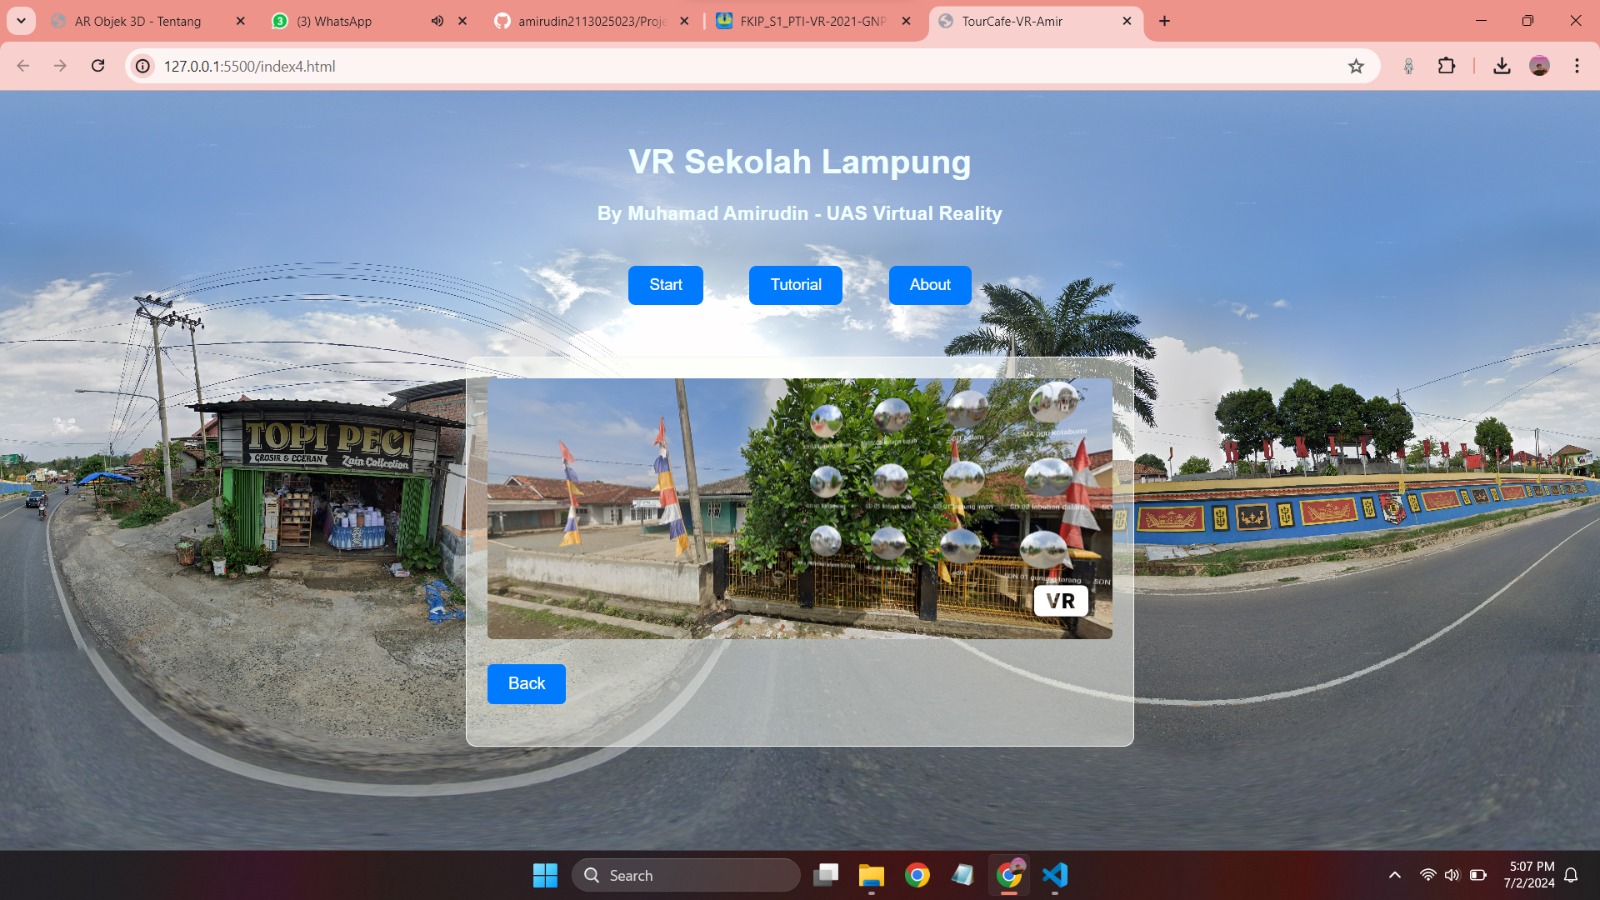 AR Objek 3D - Tentang
(3) WhatsApp
amirudin2113025023/Proje
FKIP_S1_PTI-VR-2021-GNP
TourCafe-VR-Amir
127.0.0.1:5500/index4.html
VR Sekolah Lampung
By Muhamad Amirudin - UAS Virtual Reality
Start
Tutorial
About
TOPI PECI
GROSIR & ECERAN
Zain Collection
VR
Back
Search
5:07 PM
7/2/2024